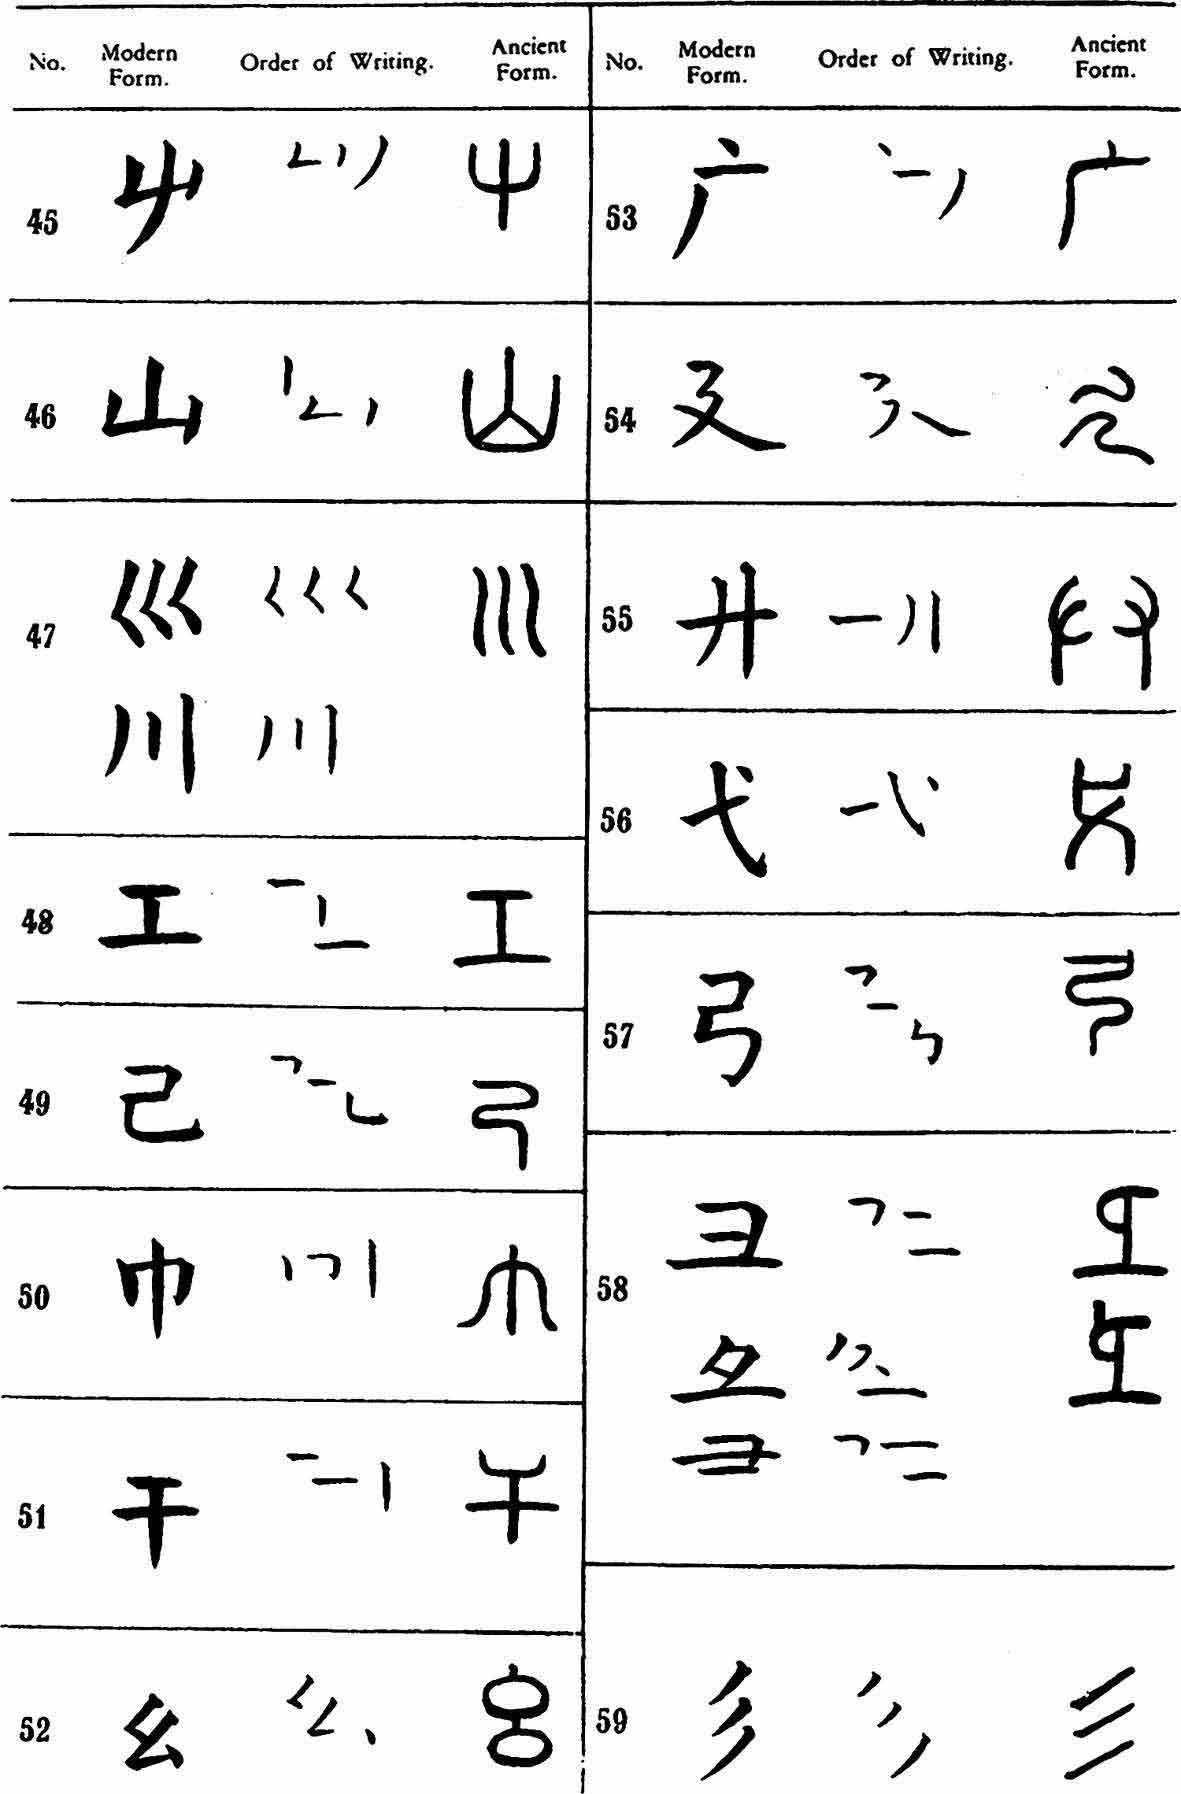 No. Modern Form. Order of Writing. Ancient Form.
45 屮
46 山
47 巛
川
48 工
49 己
50 巾
51 干
52 幺
No. Modern Form. Order of Writing. Ancient Form.
53 广
54 廴
55 廾
56 弋
57 弓
58 彐
彑
⺕
59 彡